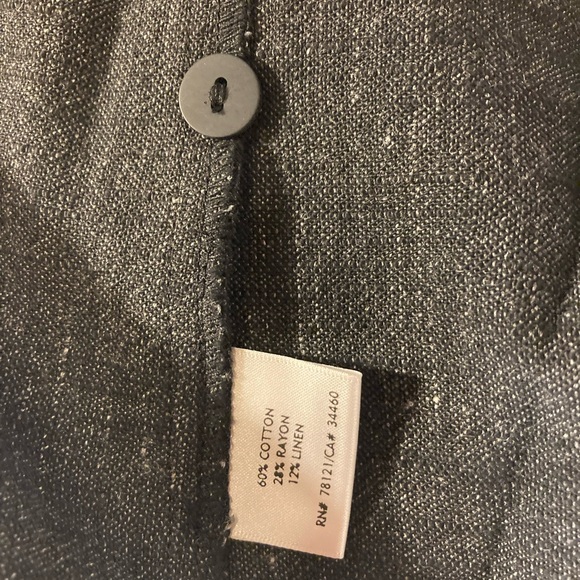 60% COTTON
28% RAYON
12% LINEN
RN# 78121/CA# 34460